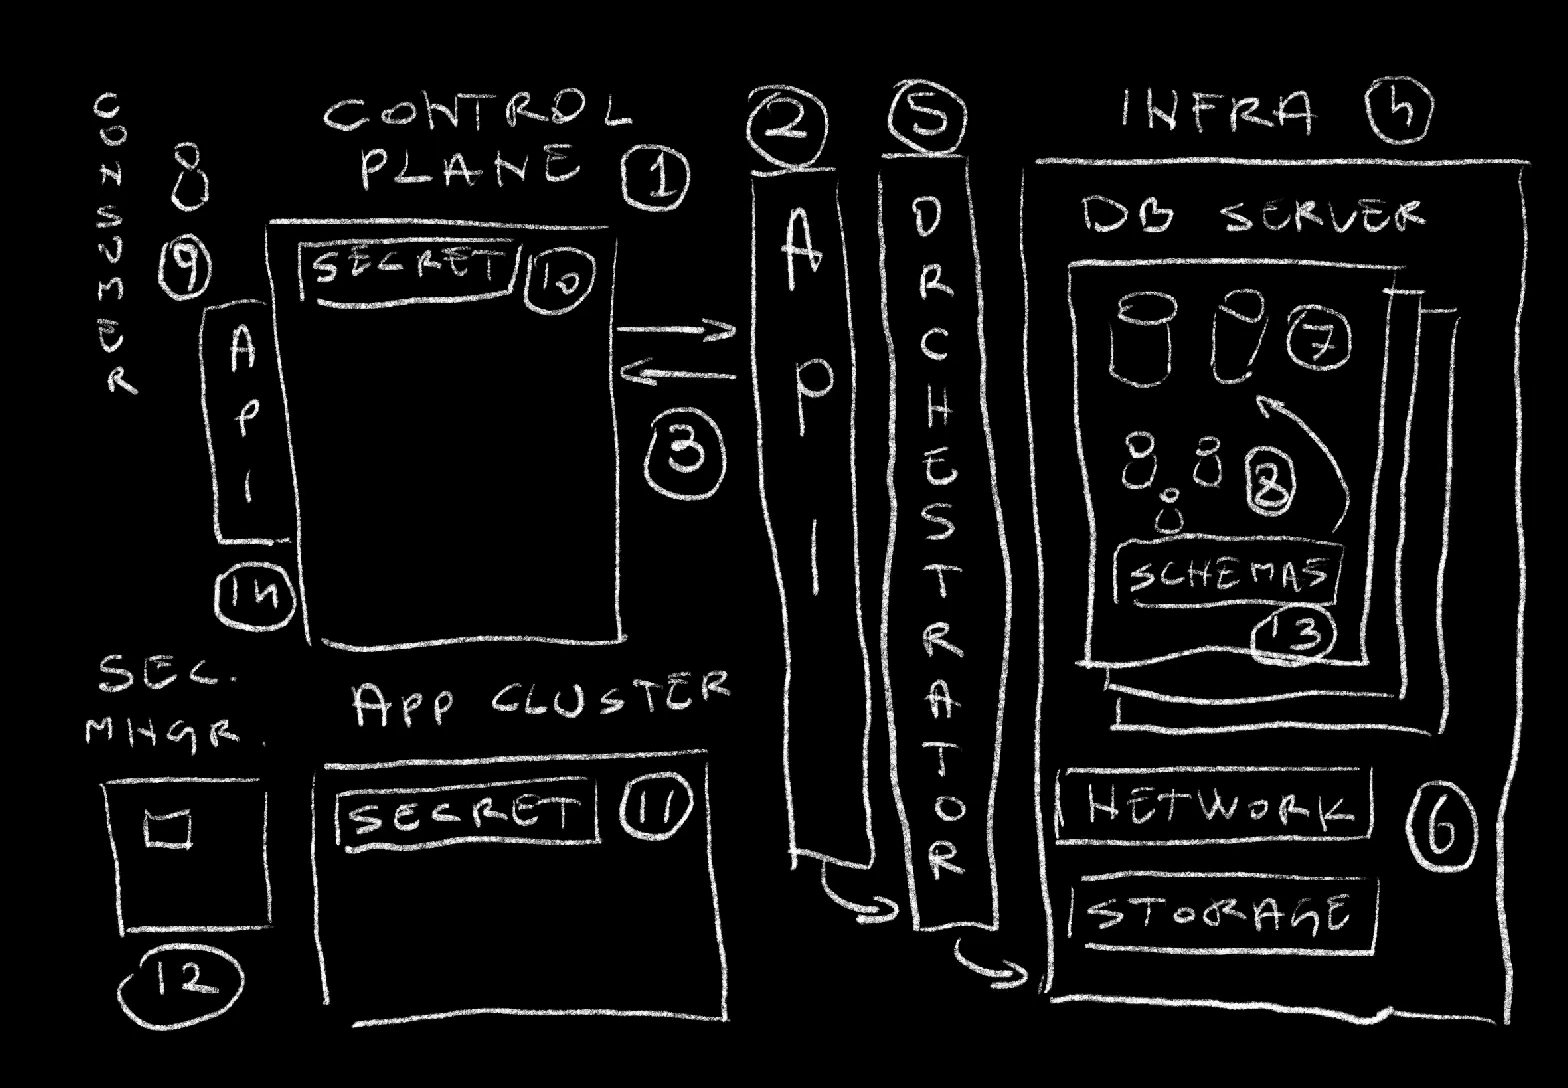 CONSUMER
9
CONTROL
PLANE 1
SECRET 10
API
14
3
2
API
5
ORCHESTRATOR
INFRA 4
DB SERVER
7
8
SCHEMAS
13
NETWORK
6
STORAGE
SEC.
MNGR.
12
APP CLUSTER
SECRET 11